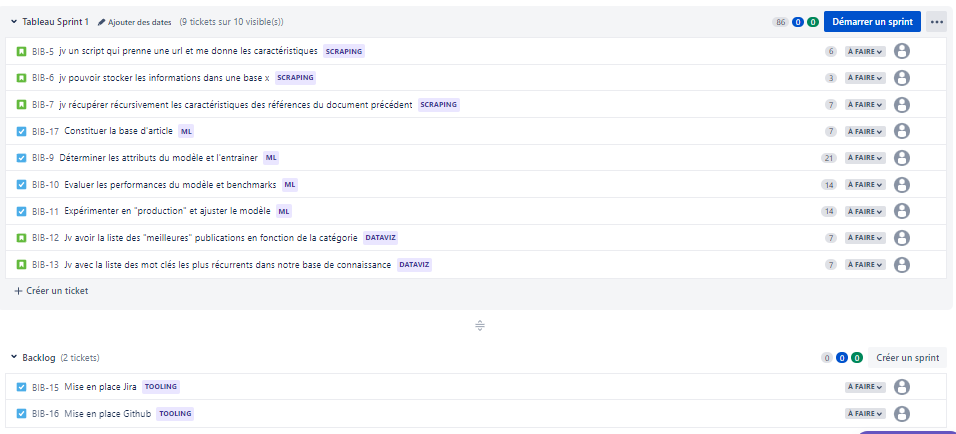 Tableau Sprint 1 Ajouter des dates (9 tickets sur 10 visible(s)) 86 0 0 Démarrer un sprint
BIB-5 jv un script qui prenne une url et me donne les caractéristiques SCRAPING 6 À FAIRE
BIB-6 jv pouvoir stocker les informations dans une base x SCRAPING 3 À FAIRE
BIB-7 jv récupérer récursivement les caractéristiques des références du document précédent SCRAPING 7 À FAIRE
BIB-17 Constituer la base d'article ML 7 À FAIRE
BIB-9 Déterminer les attributs du modèle et l'entrainer ML 21 À FAIRE
BIB-10 Evaluer les performances du modèle et benchmarks ML 14 À FAIRE
BIB-11 Expérimenter en "production" et ajuster le modèle ML 14 À FAIRE
BIB-12 Jv avoir la liste des "meilleures" publications en fonction de la catégorie DATAVIZ 7 À FAIRE
BIB-13 Jv avec la liste des mot clés les plus récurrents dans notre base de connaissance DATAVIZ 7 À FAIRE
+ Créer un ticket
Backlog (2 tickets) 0 0 0 Créer un sprint
BIB-15 Mise en place Jira TOOLING À FAIRE
BIB-16 Mise en place Github TOOLING À FAIRE